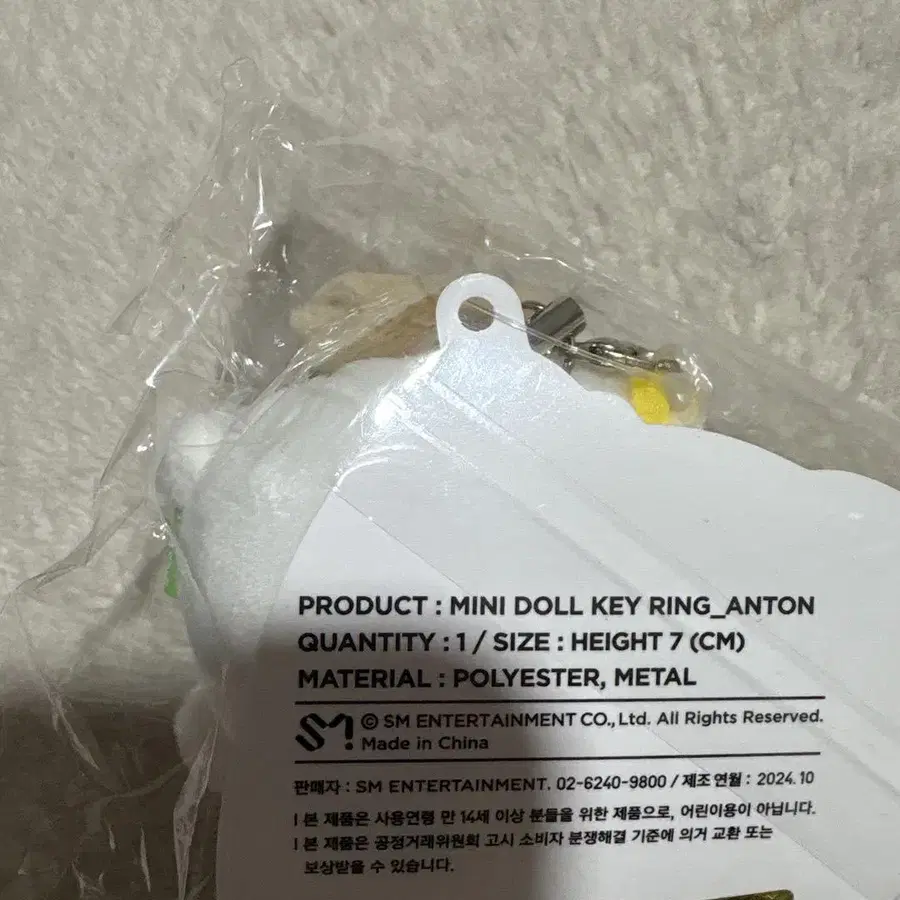 PRODUCT : MINI DOLL KEY RING_ANTON
QUANTITY : 1 / SIZE : HEIGHT 7 (CM)
MATERIAL : POLYESTER, METAL
SM! © SM ENTERTAINMENT CO., Ltd. All Rights Reserved.
Made in China
판매자 : SM ENTERTAINMENT. 02-6240-9800 / 제조연월 : 2024.10
I 본 제품은 사용연령 만 14세 이상 분들을 위한 제품으로, 어린이용이 아닙니다.
I 본 제품은 공정거래위원회 고시 소비자 분쟁해결 기준에 의거 교환 또는
보상받을 수 있습니다.